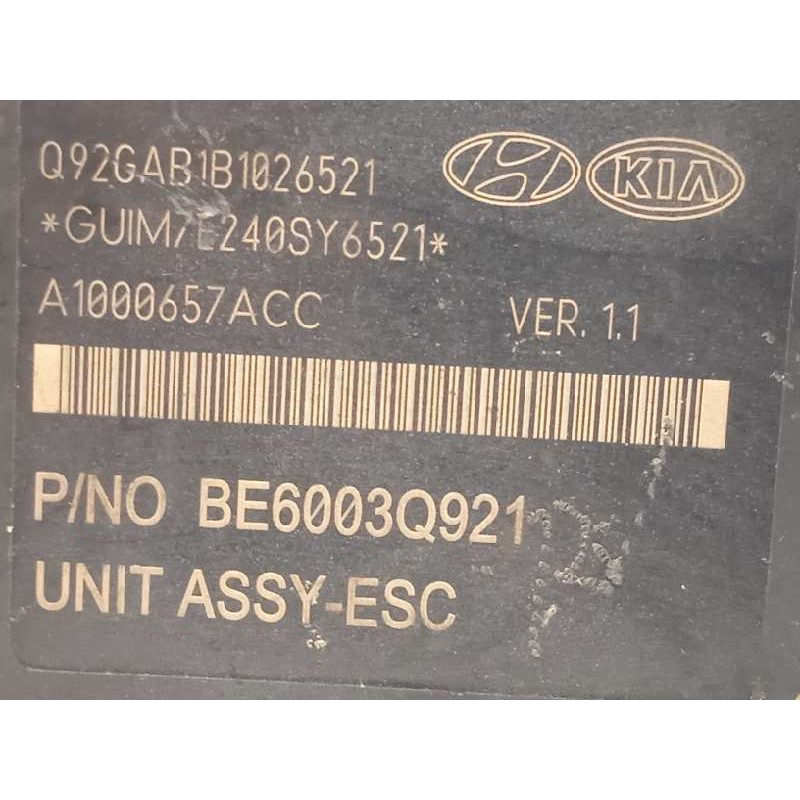 Q92GAB1B1026521
KIA
*GUIM7E240SY6521*
A1000657ACC VER. 1.1
P/NO BE6003Q921
UNIT ASSY-ESC